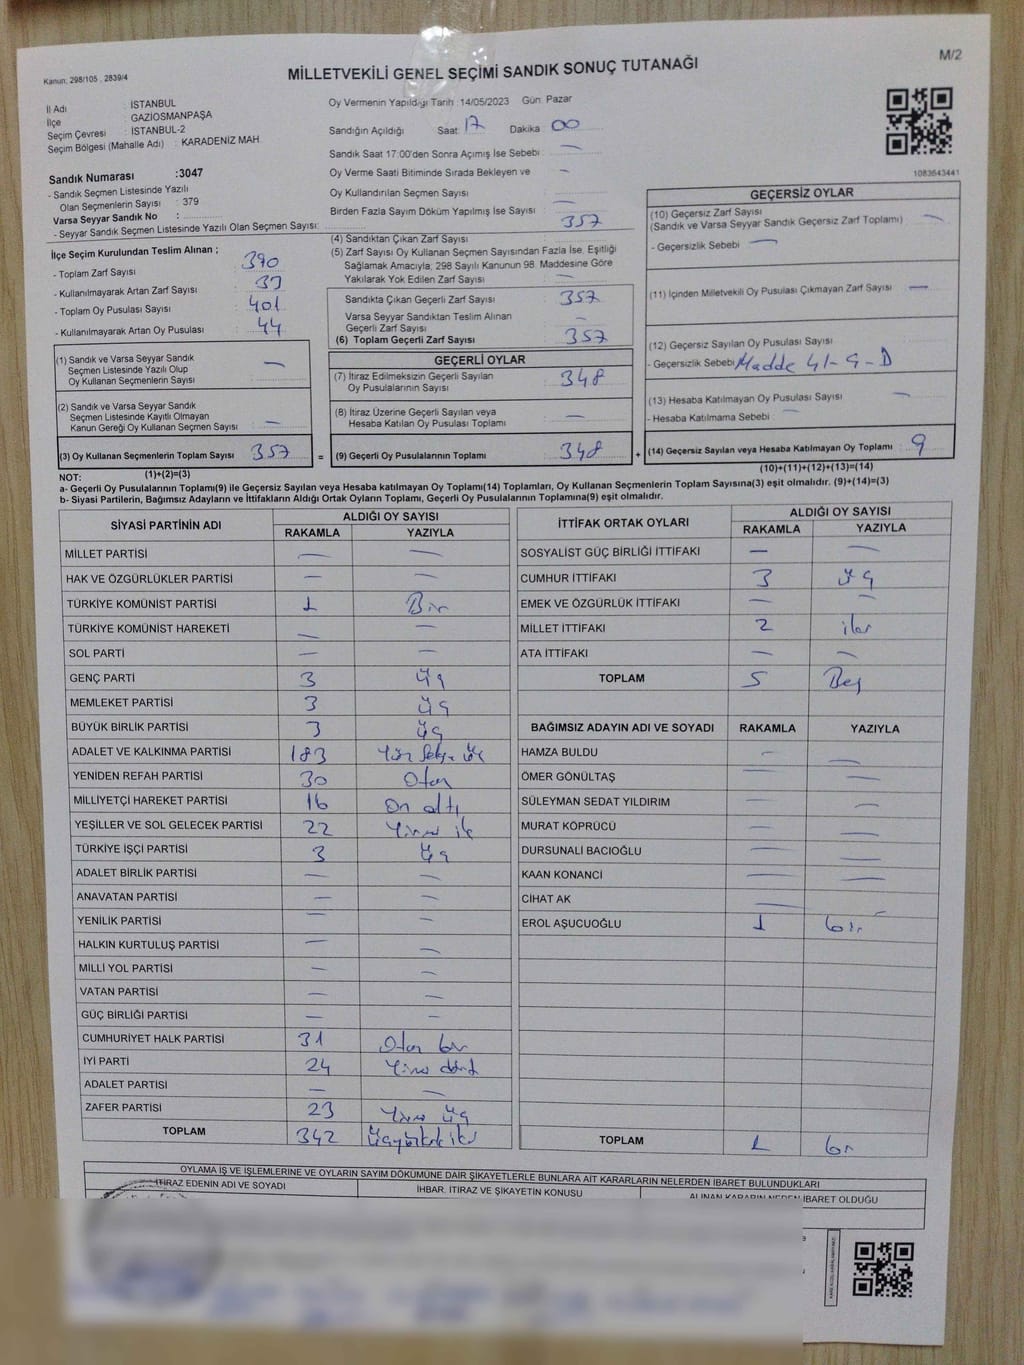 Kanun; 298/105 , 2839/4
MİLLETVEKİLİ GENEL SEÇİMİ SANDIK SONUÇ TUTANAĞI
M/2
İl Adı : İSTANBUL
İlçe GAZİOSMANPAŞA
Seçim Çevresi : İSTANBUL-2
Seçim Bölgesi (Mahalle Adı) : KARADENİZ MAH.
Oy Vermenin Yapıldığı Tarih :14/05/2023 Gün: Pazar
Sandığın Açıldığı Saat: 17 Dakika 00
Sandık Saat 17:00'den Sonra Açımış İse Sebebi : —
Oy Verme Saati Bitiminde Sırada Bekleyen ve
Oy Kullandırılan Seçmen Sayısı —
Birden Fazla Sayım Döküm Yapılmış İse Sayısı : —
1083643441
Sandık Numarası :3047
- Sandık Seçmen Listesinde Yazılı
Olan Seçmenlerin Sayısı : 379
Varsa Seyyar Sandık No :
- Seyyar Sandık Seçmen Listesinde Yazılı Olan Seçmen Sayısı:
İlçe Seçim Kurulundan Teslim Alınan ;
- Toplam Zarf Sayısı : 390
- Kullanılmayarak Artan Zarf Sayısı : 33
- Toplam Oy Pusulası Sayısı : 401
- Kullanılmayarak Artan Oy Pusulası : 44
(1) Sandık ve Varsa Seyyar Sandık
Seçmen Listesinde Yazılı Olup
Oy Kullanan Seçmenlerin Sayısı : —
(2) Sandık ve Varsa Seyyar Sandık
Seçmen Listesinde Kayıtlı Olmayan
Kanun Gereği Oy Kullanan Seçmen Sayısı : —
(3) Oy Kullanan Seçmenlerin Toplam Sayısı : 357
(1)+(2)=(3)
(4) Sandıktan Çıkan Zarf Sayısı : 357
(5) Zarf Sayısı Oy Kullanan Seçmen Sayısından Fazla İse, Eşitliği
Sağlamak Amacıyla, 298 Sayılı Kanunun 98. Maddesine Göre
Yakılarak Yok Edilen Zarf Sayısı : —
Sandıkta Çıkan Geçerli Zarf Sayısı : 357
Varsa Seyyar Sandıktan Teslim Alınan
Geçerli Zarf Sayısı : —
(6) Toplam Geçerli Zarf Sayısı : 357
GEÇERLİ OYLAR
(7) İtiraz Edilmeksizin Geçerli Sayılan
Oy Pusulalarının Sayısı : 348
(8) İtiraz Üzerine Geçerli Sayılan veya
Hesaba Katılan Oy Pusulası Toplamı : —
= (9) Geçerli Oy Pusulalarının Toplamı : 348 +
GEÇERSİZ OYLAR
(10) Geçersiz Zarf Sayısı
(Sandık ve Varsa Seyyar Sandık Geçersiz Zarf Toplamı) : —
- Geçersizlik Sebebi : —
(11) İçinden Milletvekili Oy Pusulası Çıkmayan Zarf Sayısı : —
(12) Geçersiz Sayılan Oy Pusulası Sayısı :
- Geçersizlik Sebebi : Madde 41-G-D
(13) Hesaba Katılmayan Oy Pusulası Sayısı : —
- Hesaba Katılmama Sebebi : —
(14) Geçersiz Sayılan veya Hesaba Katılmayan Oy Toplamı : 9
(10)+(11)+(12)+(13)=(14)
NOT:
a- Geçerli Oy Pusulalarının Toplamı(9) ile Geçersiz Sayılan veya Hesaba Katılmayan Oy Toplamı(14) Toplamları, Oy Kullanan Seçmenlerin Toplam Sayısına(3) eşit olmalıdır. (9)+(14)=(3)
b- Siyasi Partilerin, Bağımsız Adayların ve İttifakların Aldığı Ortak Oyların Toplamı, Geçerli Oy Pusulalarının Toplamına(9) eşit olmalıdır.
SİYASİ PARTİNİN ADI ALDIĞI OY SAYISI
RAKAMLA YAZIYLA
MİLLET PARTİSİ — —
HAK VE ÖZGÜRLÜKLER PARTİSİ — —
TÜRKİYE KOMÜNİST PARTİSİ 1 Bir
TÜRKİYE KOMÜNİST HAREKETİ — —
SOL PARTİ — —
GENÇ PARTİ 3 üç
MEMLEKET PARTİSİ 3 üç
BÜYÜK BİRLİK PARTİSİ 3 üç
ADALET VE KALKINMA PARTİSİ 183 Yüz Seksen üç
YENİDEN REFAH PARTİSİ 30 Otuz
MİLLİYETÇİ HAREKET PARTİSİ 16 On altı
YEŞİLLER VE SOL GELECEK PARTİSİ 22 Yirmi iki
TÜRKİYE İŞÇİ PARTİSİ 3 üç
ADALET BİRLİK PARTİSİ — —
ANAVATAN PARTİSİ — —
YENİLİK PARTİSİ — —
HALKIN KURTULUŞ PARTİSİ — —
MİLLİ YOL PARTİSİ — —
VATAN PARTİSİ — —
GÜÇ BİRLİĞİ PARTİSİ — —
CUMHURİYET HALK PARTİSİ 31 Otuz bir
İYİ PARTİ 24 Yirmi dört
ADALET PARTİSİ — —
ZAFER PARTİSİ 23 Yirmi üç
TOPLAM 342 üçyüzkırk iki
İTTİFAK ORTAK OYLARI ALDIĞI OY SAYISI
RAKAMLA YAZIYLA
SOSYALİST GÜÇ BİRLİĞİ İTTİFAKI — —
CUMHUR İTTİFAKI 3 üç
EMEK VE ÖZGÜRLÜK İTTİFAKI — —
MİLLET İTTİFAKI 2 iki
ATA İTTİFAKI — —
TOPLAM 5 Beş
BAĞIMSIZ ADAYIN ADI VE SOYADI RAKAMLA YAZIYLA
HAMZA BULDU — —
ÖMER GÖNÜLTAŞ — —
SÜLEYMAN SEDAT YILDIRIM — —
MURAT KÖPRÜCÜ — —
DURSUNALİ BACIOĞLU — —
KAAN KONANCİ — —
CİHAT AK — —
EROL AŞUCUOĞLU 1 bir
TOPLAM 1 bir
OYLAMA İŞ VE İŞLEMLERİNE VE OYLARIN SAYIM DÖKÜMÜNE DAİR ŞİKAYETLERLE BUNLARA AİT KARARLARIN NELERDEN İBARET BULUNDUKLARI
İTİRAZ EDENİN ADI VE SOYADI İHBAR, İTİRAZ VE ŞİKAYETİN KONUSU ALINAN KARARIN NEDEN İBARET OLDUĞU